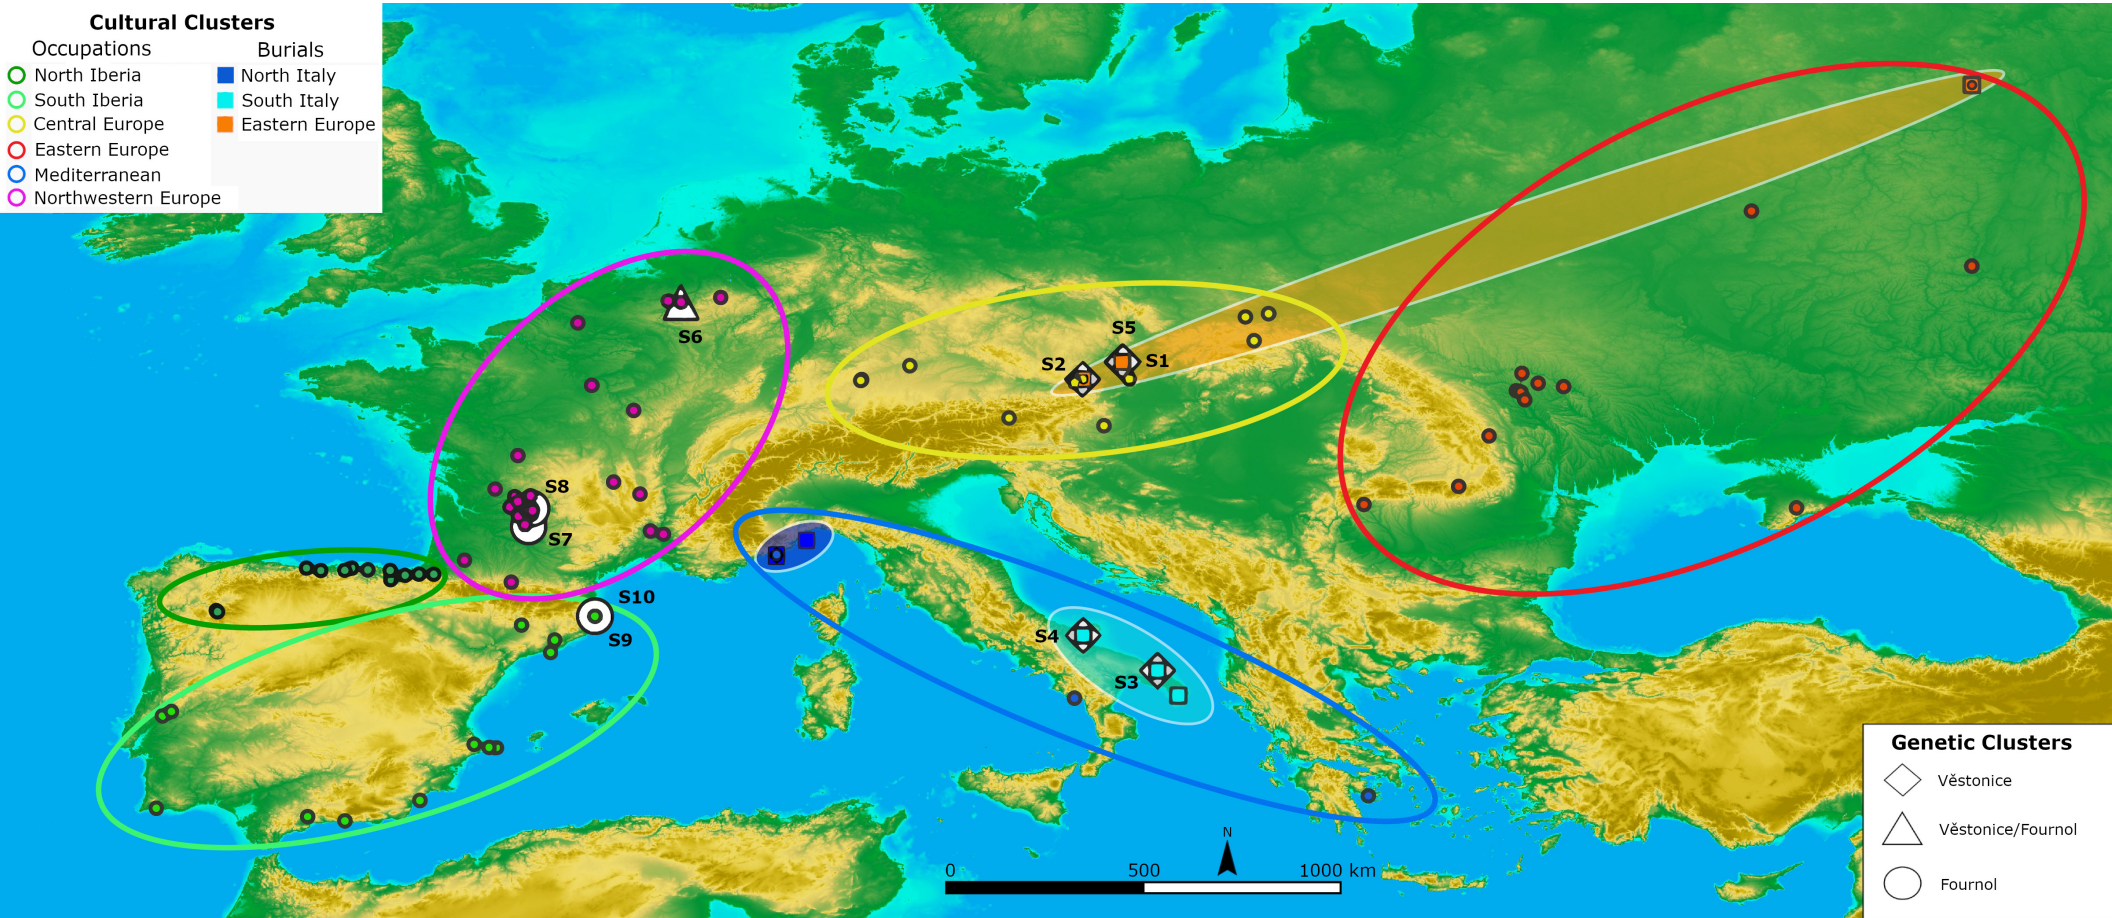 Cultural Clusters
Occupations Burials
North Iberia North Italy
South Iberia South Italy
Central Europe Eastern Europe
Eastern Europe
Mediterranean
Northwestern Europe
S6
S5
S2 S1
S8
S7
S10
S9
S4
S3
N
0 500 1000 km
Genetic Clusters
Věstonice
Věstonice/Fournol
Fournol